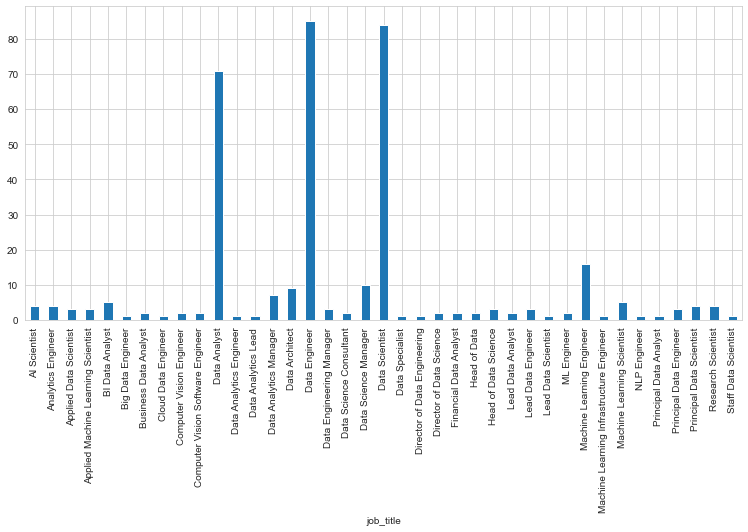 80
70
60
50
40
30
20
10
0
AI Scientist
Analytics Engineer
Applied Data Scientist
Applied Machine Learning Scientist
BI Data Analyst
Big Data Engineer
Business Data Analyst
Cloud Data Engineer
Computer Vision Engineer
Computer Vision Software Engineer
Data Analyst
Data Analytics Engineer
Data Analytics Lead
Data Analytics Manager
Data Architect
Data Engineer
Data Engineering Manager
Data Science Consultant
Data Science Manager
Data Scientist
Data Specialist
Director of Data Engineering
Director of Data Science
Financial Data Analyst
Head of Data
Head of Data Science
Lead Data Analyst
Lead Data Engineer
Lead Data Scientist
ML Engineer
Machine Learning Engineer
Machine Learning Infrastructure Engineer
Machine Learning Scientist
NLP Engineer
Principal Data Analyst
Principal Data Engineer
Principal Data Scientist
Research Scientist
Staff Data Scientist
job_title